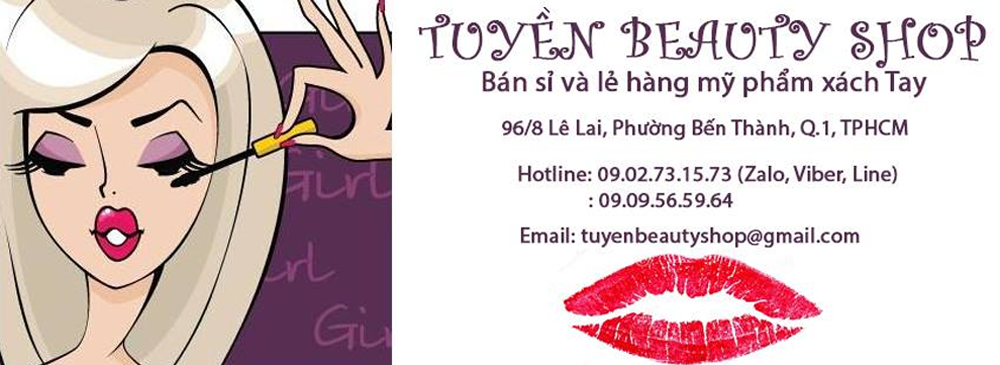 TUYỀN BEAUTY SHOP
Bán sỉ và lẻ hàng mỹ phẩm xách Tay
96/8 Lê Lai, Phường Bến Thành, Q.1, TPHCM
Hotline: 09.02.73.15.73 (Zalo, Viber, Line)
: 09.09.56.59.64
Email: tuyenbeautyshop@gmail.com
Girl
Girl